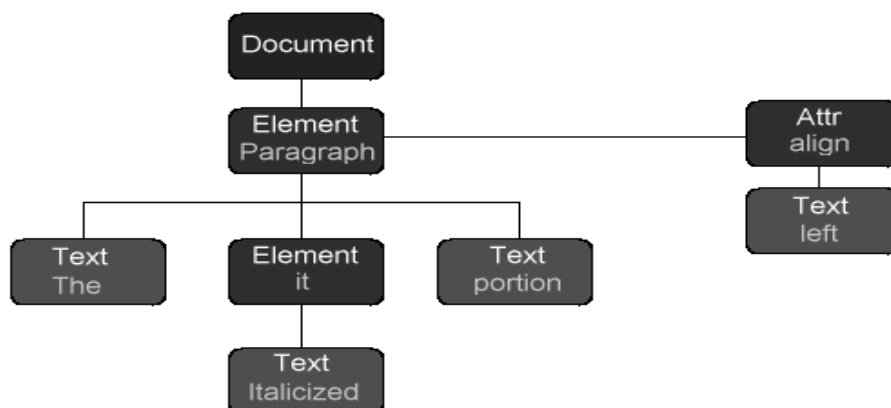 Document
Element
Paragraph
Attr
align
Text
left
Text
The
Element
it
Text
portion
Text
Italicized